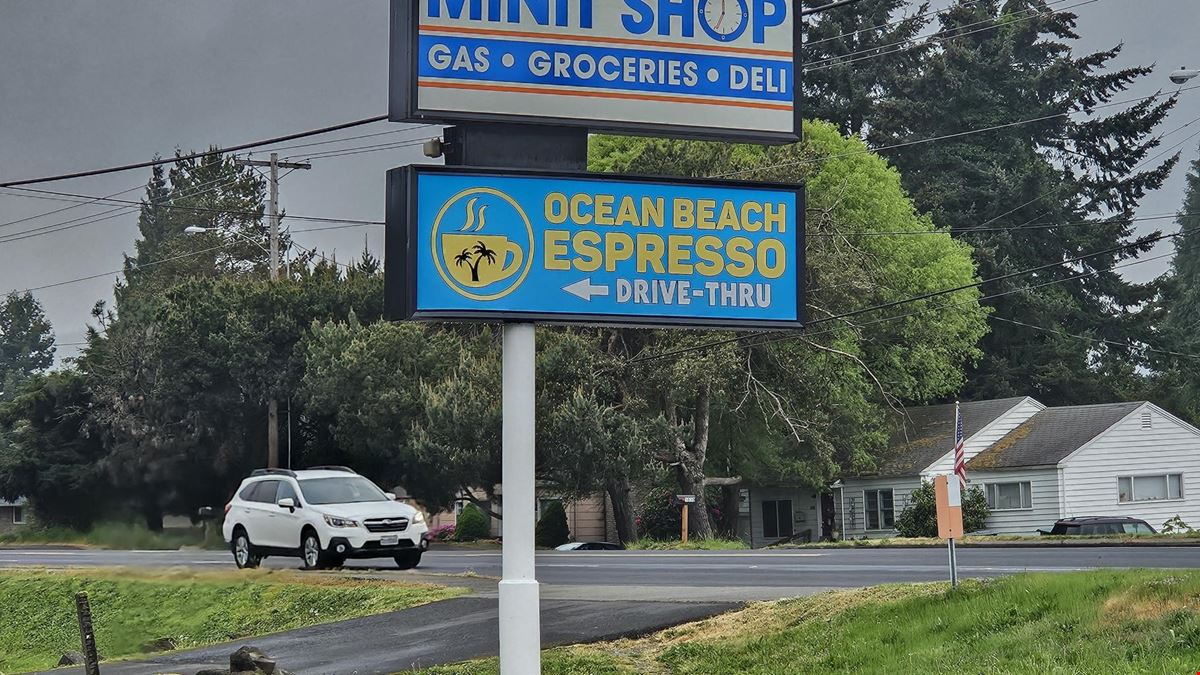 MINIT SHOP
GAS • GROCERIES • DELI
OCEAN BEACH
ESPRESSO
DRIVE-THRU